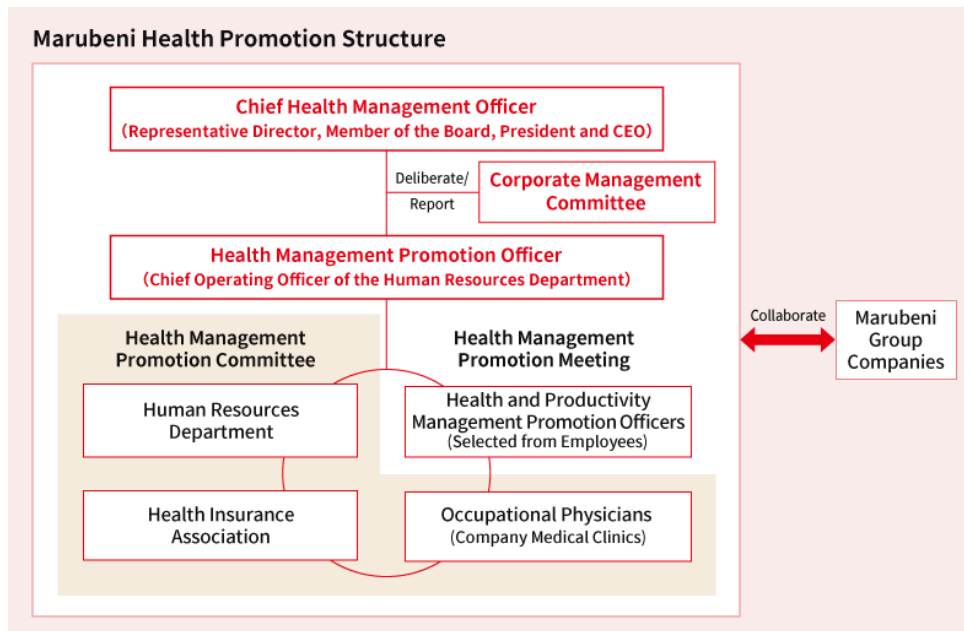 Marubeni Health Promotion Structure
Chief Health Management Officer
(Representative Director, Member of the Board, President and CEO)
Deliberate/
Report
Corporate Management
Committee
Health Management Promotion Officer
(Chief Operating Officer of the Human Resources Department)
Health Management
Promotion Committee
Health Management
Promotion Meeting
Human Resources
Department
Health and Productivity
Management Promotion Officers
(Selected from Employees)
Health Insurance
Association
Occupational Physicians
(Company Medical Clinics)
Collaborate
Marubeni
Group
Companies